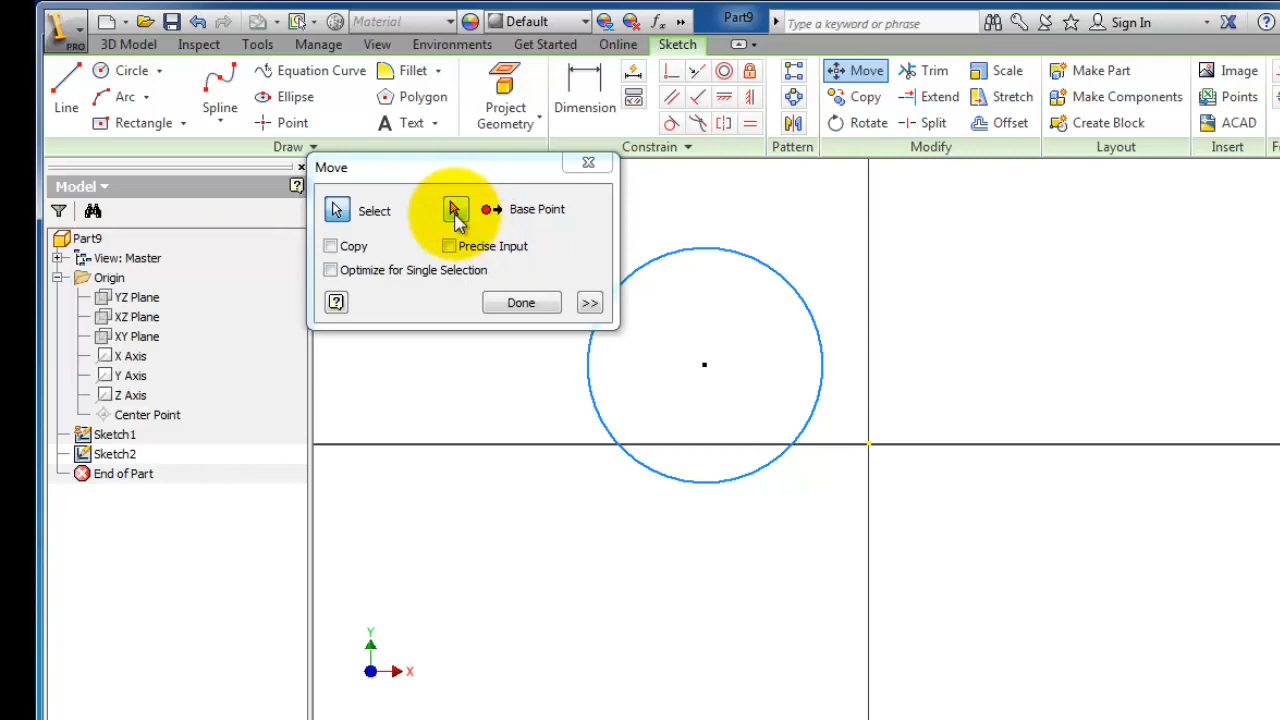 Material
Default
fx
Part9
Type a keyword or phrase
Sign In
PRO
3D Model
Inspect
Tools
Manage
View
Environments
Get Started
Online
Sketch
Line
Circle
Arc
Rectangle
Spline
Equation Curve
Ellipse
Point
Fillet
Polygon
A Text
Project Geometry
Dimension
Move
Copy
Rotate
Trim
Extend
Split
Scale
Stretch
Offset
Make Part
Make Components
Create Block
Image
Points
ACAD
Draw
Constrain
Pattern
Modify
Layout
Insert
Model
Part9
View: Master
Origin
YZ Plane
XZ Plane
XY Plane
X Axis
Y Axis
Z Axis
Center Point
Sketch1
Sketch2
End of Part
Move
Select
Base Point
Copy
Precise Input
Optimize for Single Selection
Done
>>
Y
X